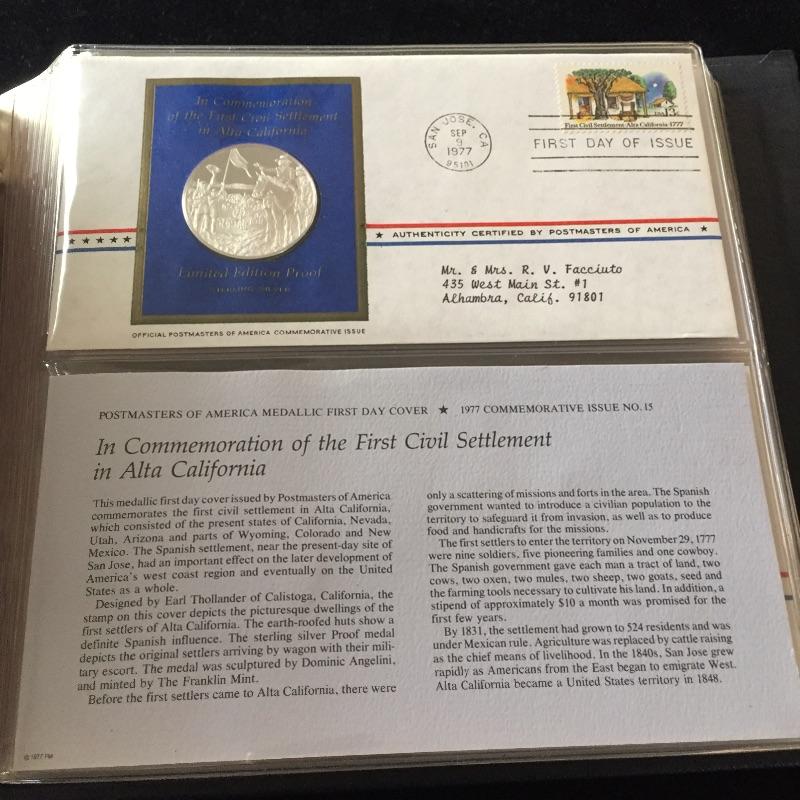 In Commemoration
of the First Civil Settlement
in Alta California
Limited Edition Proof
STERLING SILVER
OFFICIAL POSTMASTERS OF AMERICA COMMEMORATIVE ISSUE
SAN JOSE, CA
SEP
9
1977
95101
13
First Civil Settlement Alta California 1777
FIRST DAY OF ISSUE
★ AUTHENTICITY CERTIFIED BY POSTMASTERS OF AMERICA ★
Mr. & Mrs. R. V. Facciuto
435 West Main St. #1
Alhambra, Calif. 91801
POSTMASTERS OF AMERICA MEDALLIC FIRST DAY COVER ★ 1977 COMMEMORATIVE ISSUE NO. 15
In Commemoration of the First Civil Settlement
in Alta California
This medallic first day cover issued by Postmasters of America
commemorates the first civil settlement in Alta California,
which consisted of the present states of California, Nevada,
Utah, Arizona and parts of Wyoming, Colorado and New
Mexico. The Spanish settlement, near the present-day site of
San Jose, had an important effect on the later development of
America's west coast region and eventually on the United
States as a whole.
Designed by Earl Thollander of Calistoga, California, the
stamp on this cover depicts the picturesque dwellings of the
first settlers of Alta California. The earth-roofed huts show a
definite Spanish influence. The sterling silver Proof medal
depicts the original settlers arriving by wagon with their mili-
tary escort. The medal was sculptured by Dominic Angelini,
and minted by The Franklin Mint.
Before the first settlers came to Alta California, there were
only a scattering of missions and forts in the area. The Spanish
government wanted to introduce a civilian population to the
territory to safeguard it from invasion, as well as to produce
food and handicrafts for the missions.
The first settlers to enter the territory on November 29, 1777
were nine soldiers, five pioneering families and one cowboy.
The Spanish government gave each man a tract of land, two
cows, two oxen, two mules, two sheep, two goats, seed and
the farming tools necessary to cultivate his land. In addition, a
stipend of approximately $10 a month was promised for the
first few years.
By 1831, the settlement had grown to 524 residents and was
under Mexican rule. Agriculture was replaced by cattle raising
as the chief means of livelihood. In the 1840s, San Jose grew
rapidly as Americans from the East began to emigrate West.
Alta California became a United States territory in 1848.
© 1977 PM